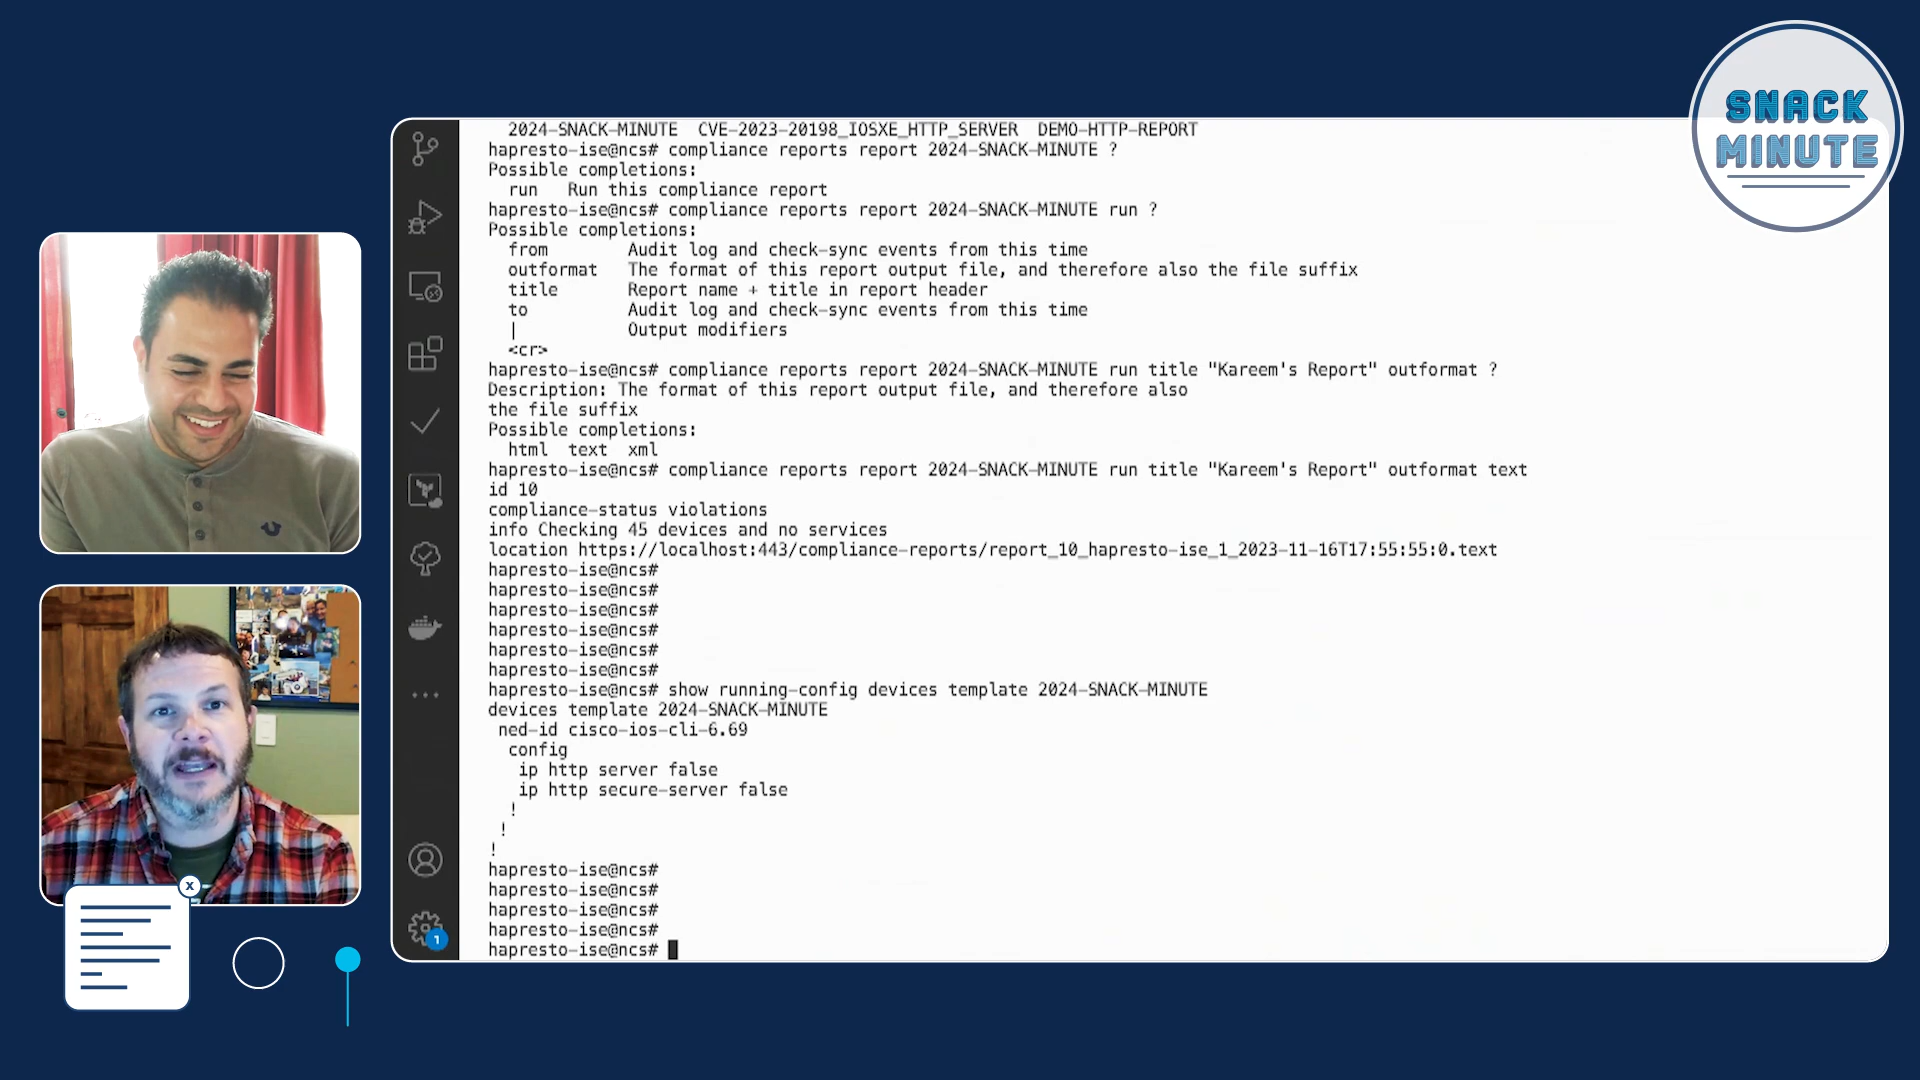 SNACK
MINUTE
2024-SNACK-MINUTE  CVE-2023-20198_IOSXE_HTTP_SERVER  DEMO-HTTP-REPORT
hapresto-ise@ncs# compliance reports report 2024-SNACK-MINUTE ?
Possible completions:
run   Run this compliance report
hapresto-ise@ncs# compliance reports report 2024-SNACK-MINUTE run ?
Possible completions:
from        Audit log and check-sync events from this time
outformat   The format of this report output file, and therefore also the file suffix
title       Report name + title in report header
to          Audit log and check-sync events from this time
|           Output modifiers
<cr>
hapresto-ise@ncs# compliance reports report 2024-SNACK-MINUTE run title "Kareem's Report" outformat ?
Description: The format of this report output file, and therefore also
the file suffix
Possible completions:
html  text  xml
hapresto-ise@ncs# compliance reports report 2024-SNACK-MINUTE run title "Kareem's Report" outformat text
id 10
compliance-status violations
info Checking 45 devices and no services
location https://localhost:443/compliance-reports/report_10_hapresto-ise_1_2023-11-16T17:55:55:0.text
hapresto-ise@ncs#
hapresto-ise@ncs#
hapresto-ise@ncs#
hapresto-ise@ncs#
hapresto-ise@ncs#
hapresto-ise@ncs#
hapresto-ise@ncs# show running-config devices template 2024-SNACK-MINUTE
devices template 2024-SNACK-MINUTE
ned-id cisco-ios-cli-6.69
config
ip http server false
ip http secure-server false
!
!
!
hapresto-ise@ncs#
hapresto-ise@ncs#
hapresto-ise@ncs#
hapresto-ise@ncs#
hapresto-ise@ncs#
1
x